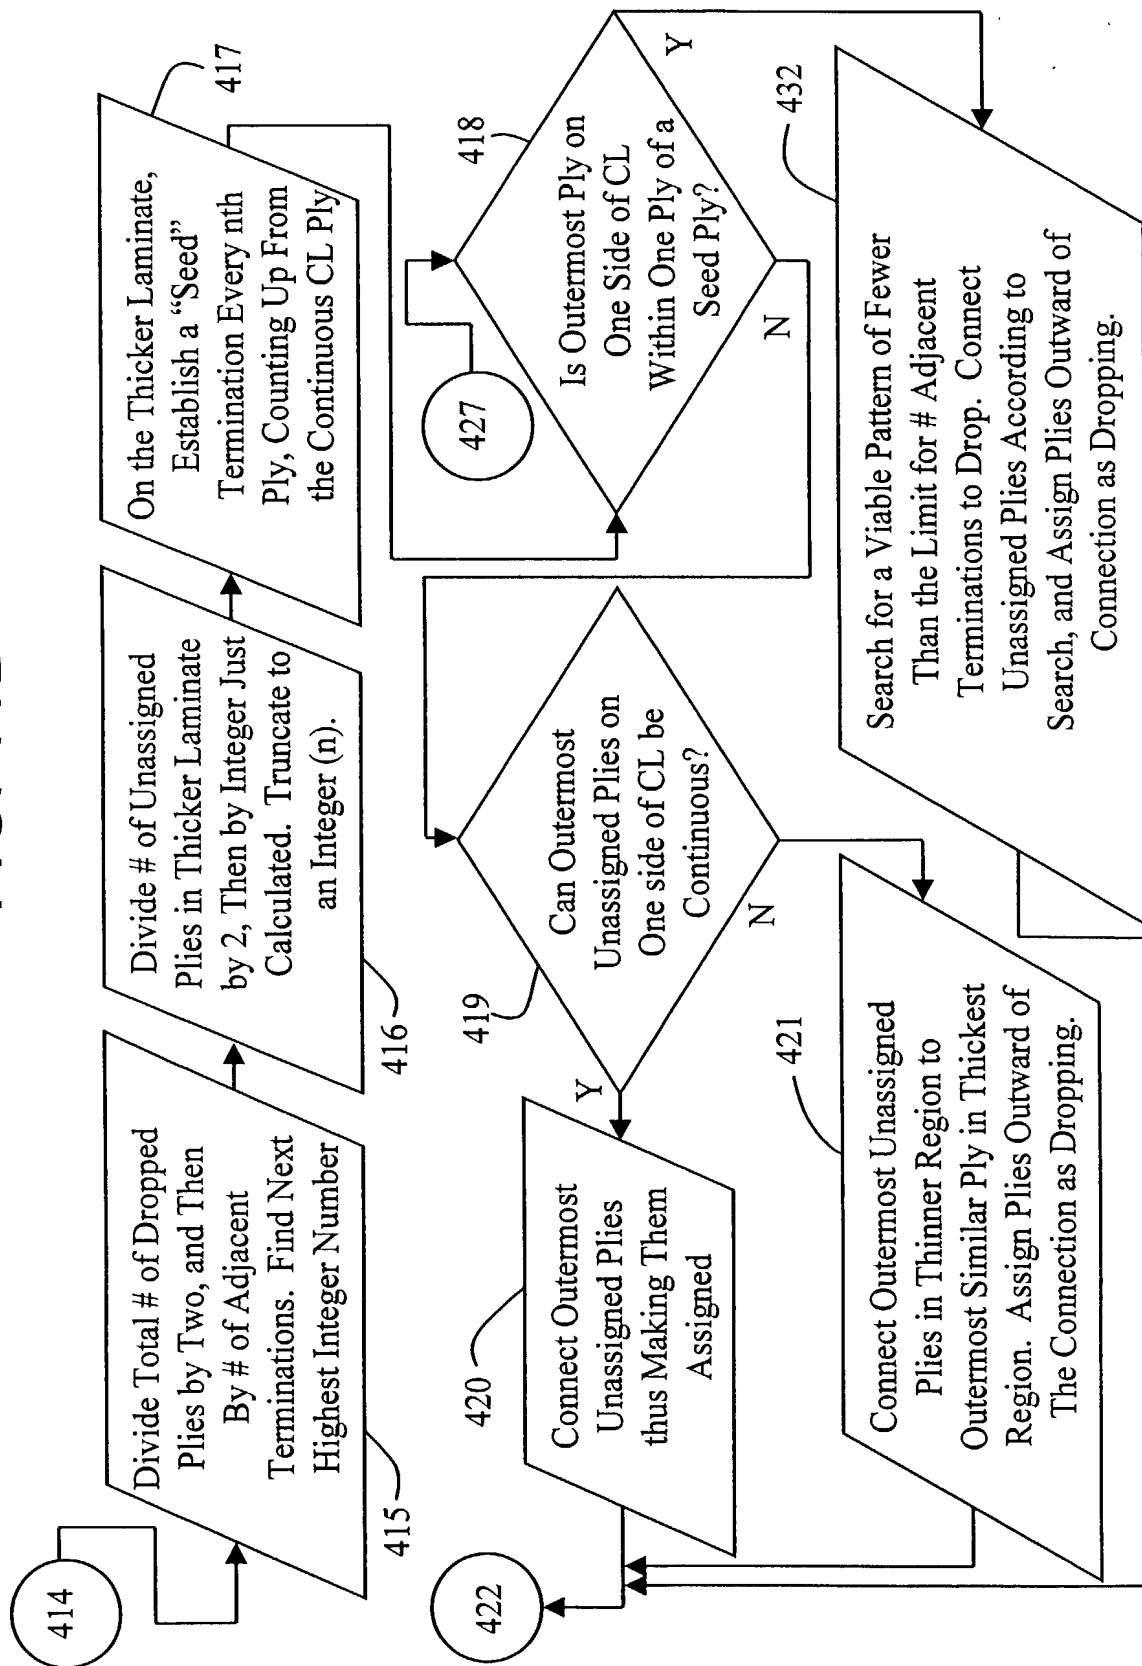 414
Divide Total # of Dropped
Plies by Two, and Then
By # of Adjacent
Terminations. Find Next
Highest Integer Number
415
Divide # of Unassigned
Plies in Thicker Laminate
by 2, Then by Integer Just
Calculated. Truncate to
an Integer (n).
416
On the Thicker Laminate,
Establish a “Seed”
Termination Every nth
Ply, Counting Up From
the Continuous CL Ply
417
427
Is Outermost Ply on
One Side of CL
Within One Ply of a
Seed Ply?
418
Y
N
Can Outermost
Unassigned Plies on
One side of CL be
Continuous?
419
Y
N
Connect Outermost
Unassigned Plies
thus Making Them
Assigned
420
422
Connect Outermost Unassigned
Plies in Thinner Region to
Outermost Similar Ply in Thickest
Region. Assign Plies Outward of
The Connection as Dropping.
421
Search for a Viable Pattern of Fewer
Than the Limit for # Adjacent
Terminations to Drop. Connect
Unassigned Plies According to
Search, and Assign Plies Outward of
Connection as Dropping.
432